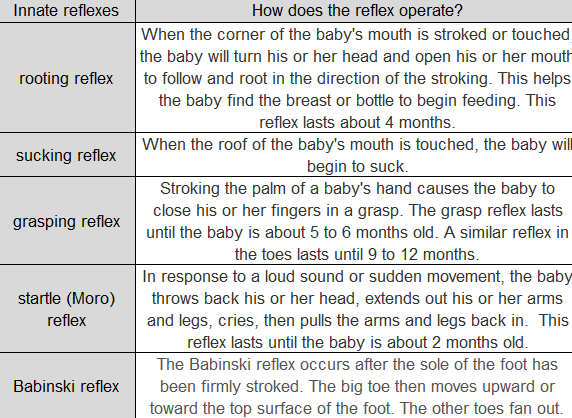 Innate reflexes
How does the reflex operate?
rooting reflex
When the corner of the baby's mouth is stroked or touched,
the baby will turn his or her head and open his or her mouth
to follow and root in the direction of the stroking. This helps
the baby find the breast or bottle to begin feeding. This
reflex lasts about 4 months.
sucking reflex
When the roof of the baby's mouth is touched, the baby will
begin to suck.
grasping reflex
Stroking the palm of a baby's hand causes the baby to
close his or her fingers in a grasp. The grasp reflex lasts
until the baby is about 5 to 6 months old. A similar reflex in
the toes lasts until 9 to 12 months.
startle (Moro)
reflex
In response to a loud sound or sudden movement, the baby
throws back his or her head, extends out his or her arms
and legs, cries, then pulls the arms and legs back in. This
reflex lasts until the baby is about 2 months old.
Babinski reflex
The Babinski reflex occurs after the sole of the foot has
been firmly stroked. The big toe then moves upward or
toward the top surface of the foot. The other toes fan out.